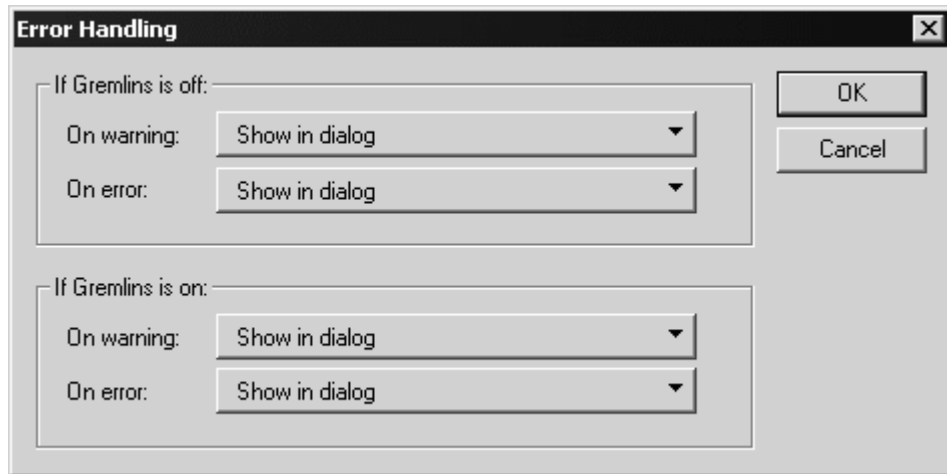 Error Handling
If Gremlins is off:
On warning: Show in dialog
On error: Show in dialog
OK
Cancel
If Gremlins is on:
On warning: Show in dialog
On error: Show in dialog